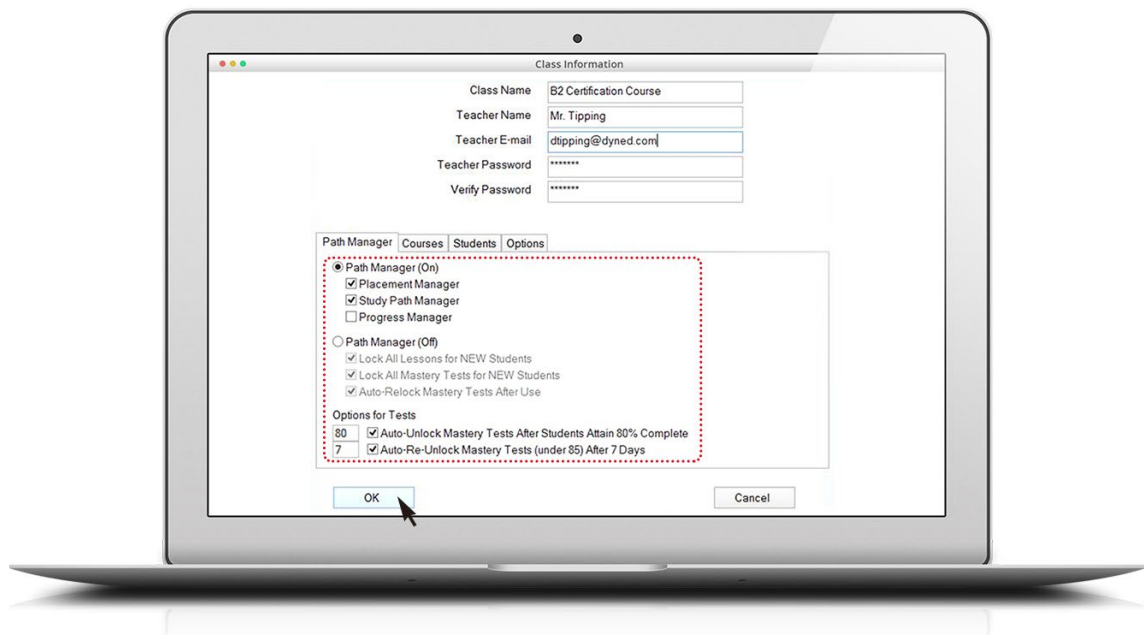 Class Information
Class Name B2 Certification Course
Teacher Name Mr. Tipping
Teacher E-mail dtipping@dyned.com
Teacher Password *******
Verify Password *******
Path Manager Courses Students Options
Path Manager (On)
Placement Manager
Study Path Manager
Progress Manager
Path Manager (Off)
Lock All Lessons for NEW Students
Lock All Mastery Tests for NEW Students
Auto-Relock Mastery Tests After Use
Options for Tests
80 Auto-Unlock Mastery Tests After Students Attain 80% Complete
7 Auto-Re-Unlock Mastery Tests (under 85) After 7 Days
OK Cancel